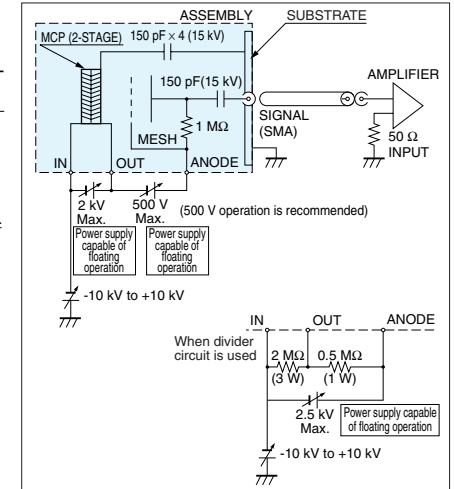 ASSEMBLY
SUBSTRATE
MCP (2-STAGE)
150 pF × 4 (15 kV)
150 pF(15 kV)
AMPLIFIER
1 MΩ
MESH
SIGNAL
(SMA)
50 Ω
INPUT
IN
OUT
ANODE
2 kV
Max.
500 V
Max.
(500 V operation is recommended)
Power supply
capable of
floating
operation
Power supply
capable of
floating
operation
-10 kV to +10 kV
IN
OUT
ANODE
When divider
circuit is used
2 MΩ
(3 W)
0.5 MΩ
(1 W)
2.5 kV
Max.
Power supply capable
of floating operation
-10 kV to +10 kV